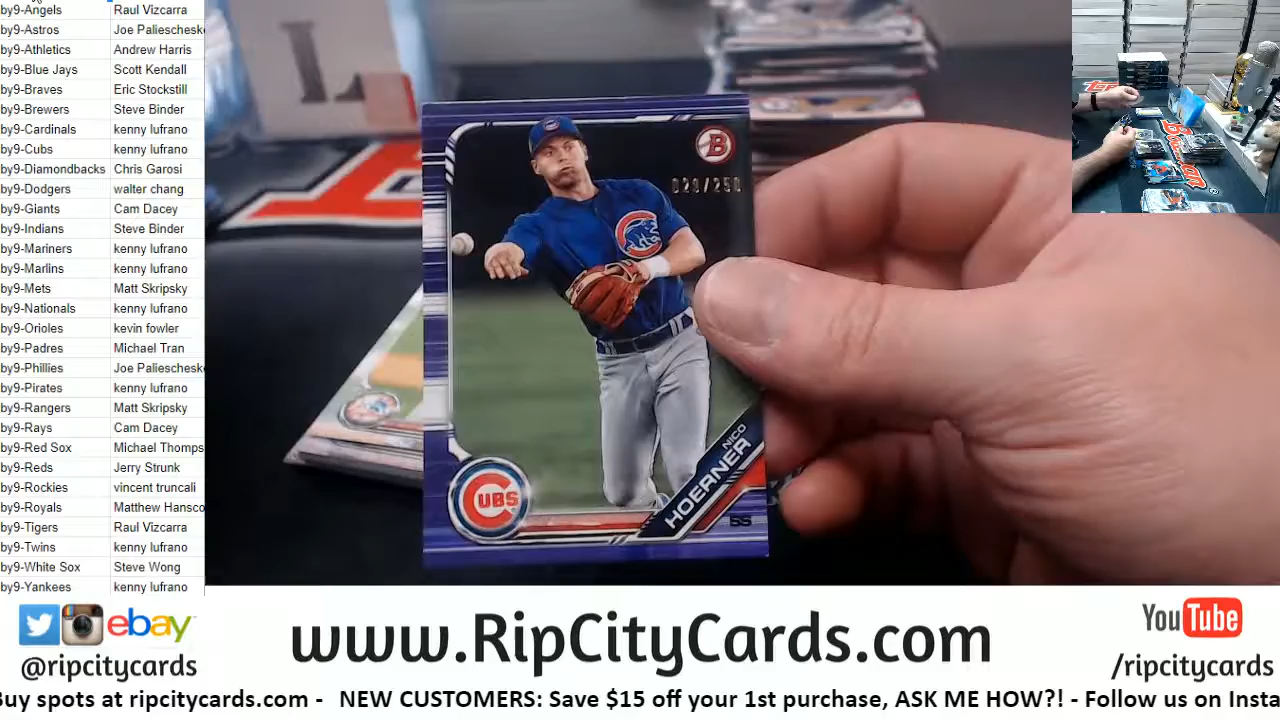 by9-Angels Raul Vizcarra
by9-Astros Joe Paliescheske
by9-Athletics Andrew Harris
by9-Blue Jays Scott Kendall
by9-Braves Eric Stockstill
by9-Brewers Steve Binder
by9-Cardinals kenny lufrano
by9-Cubs kenny lufrano
by9-Diamondbacks Chris Garosi
by9-Dodgers walter chang
by9-Giants Cam Dacey
by9-Indians Steve Binder
by9-Mariners kenny lufrano
by9-Marlins kenny lufrano
by9-Mets Matt Skripsky
by9-Nationals kenny lufrano
by9-Orioles kevin fowler
by9-Padres Michael Tran
by9-Phillies Joe Paliescheske
by9-Pirates kenny lufrano
by9-Rangers Matt Skripsky
by9-Rays Cam Dacey
by9-Red Sox Michael Thomps
by9-Reds Jerry Strunk
by9-Rockies vincent truncali
by9-Royals Matthew Hansco
by9-Tigers Raul Vizcarra
by9-Twins kenny lufrano
by9-White Sox Steve Wong
by9-Yankees kenny lufrano
B
CUBS
NICO
HOERNER
SS
ebay
@ripcitycards
www.RipCityCards.com
YouTube
/ripcitycards
Buy spots at ripcitycards.com - NEW CUSTOMERS: Save $15 off your 1st purchase, ASK ME HOW?! - Follow us on Insta